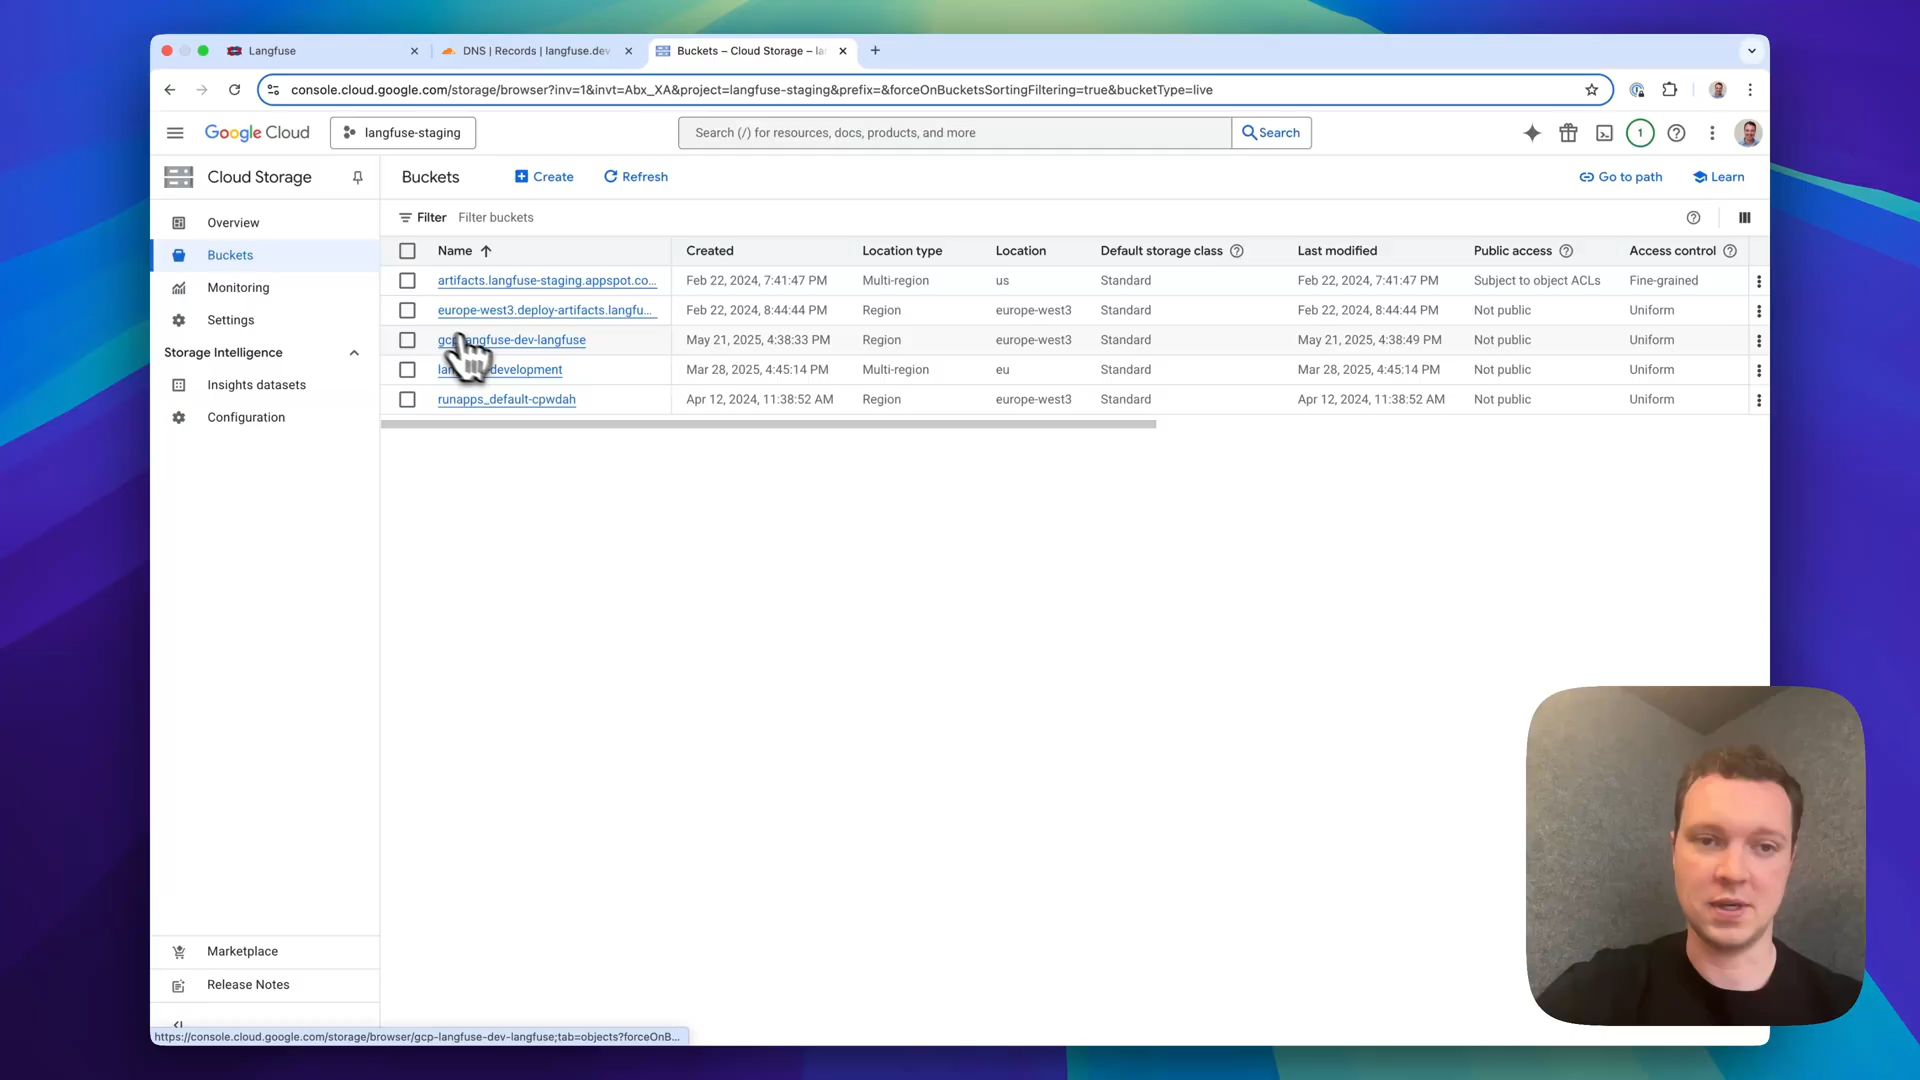 Langfuse
DNS | Records | langfuse.dev
Buckets – Cloud Storage – la
console.cloud.google.com/storage/browser?inv=1&invt=Abx_XA&project=langfuse-staging&prefix=&forceOnBucketsSortingFiltering=true&bucketType=live
Google Cloud
langfuse-staging
Search (/) for resources, docs, products, and more
Search
1
Cloud Storage
Buckets
Create
Refresh
Go to path
Learn
Overview
Buckets
Monitoring
Settings
Storage Intelligence
Insights datasets
Configuration
Marketplace
Release Notes
Filter Filter buckets
Name Created Location type Location Default storage class Last modified Public access Access control
artifacts.langfuse-staging.appspot.co... Feb 22, 2024, 7:41:47 PM Multi-region us Standard Feb 22, 2024, 7:41:47 PM Subject to object ACLs Fine-grained
europe-west3.deploy-artifacts.langfu... Feb 22, 2024, 8:44:44 PM Region europe-west3 Standard Feb 22, 2024, 8:44:44 PM Not public Uniform
gcp-langfuse-dev-langfuse May 21, 2025, 4:38:33 PM Region europe-west3 Standard May 21, 2025, 4:38:49 PM Not public Uniform
development Mar 28, 2025, 4:45:14 PM Multi-region eu Standard Mar 28, 2025, 4:45:14 PM Not public Uniform
runapps_default-cpwdah Apr 12, 2024, 11:38:52 AM Region europe-west3 Standard Apr 12, 2024, 11:38:52 AM Not public Uniform
https://console.cloud.google.com/storage/browser/gcp-langfuse-dev-langfuse;tab=objects?forceOnB...